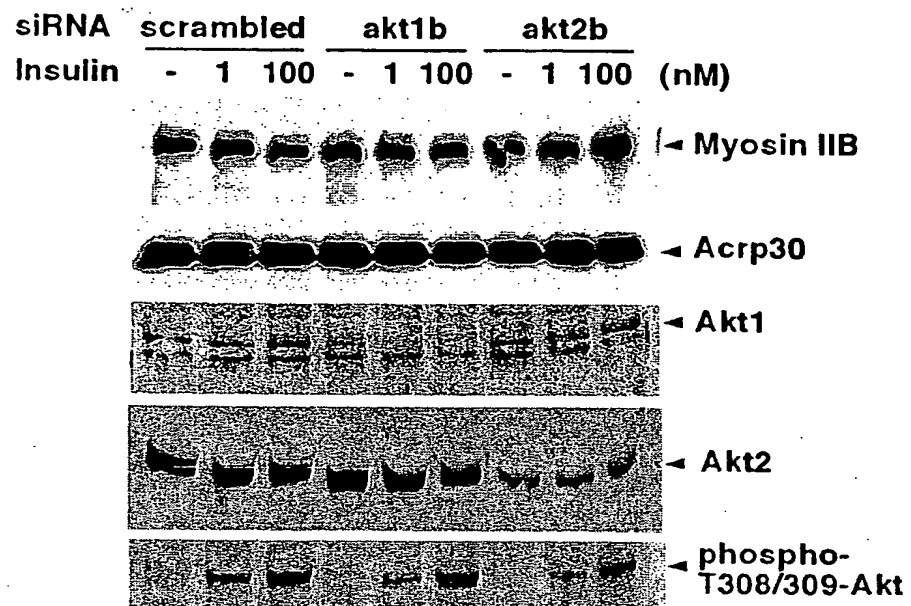 siRNA scrambled akt1b akt2b
Insulin - 1 100 - 1 100 - 1 100 (nM)
Myosin IIB
Acrp30
Akt1
Akt2
phospho-
T308/309-Akt